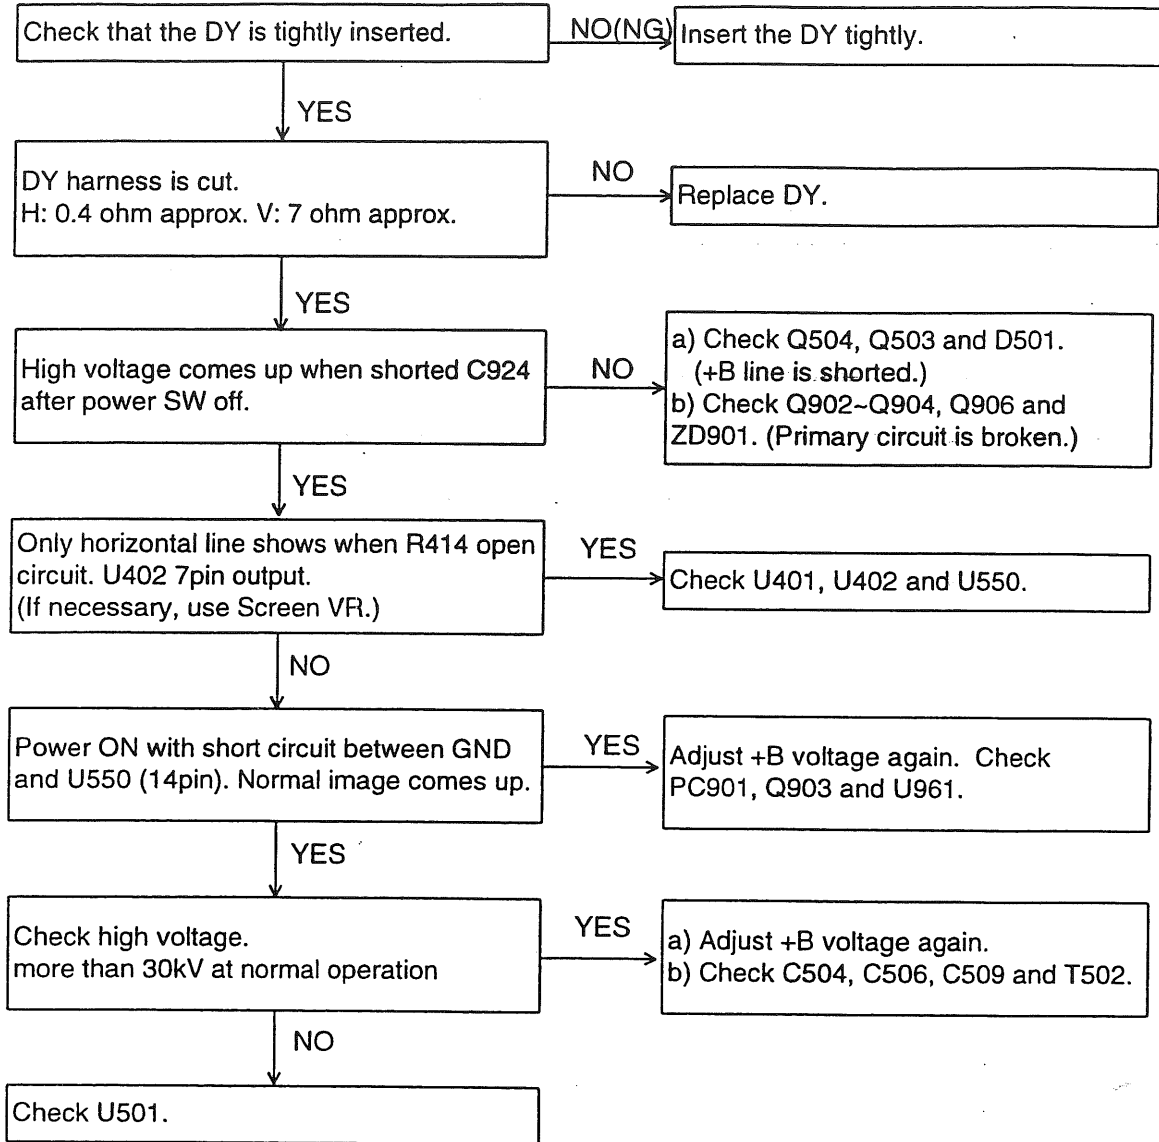 Check that the DY is tightly inserted.
NO(NG)
Insert the DY tightly.
YES
DY harness is cut.
H: 0.4 ohm approx. V: 7 ohm approx.
NO
Replace DY.
YES
High voltage comes up when shorted C924
after power SW off.
NO
a) Check Q504, Q503 and D501.
(+B line is shorted.)
b) Check Q902~Q904, Q906 and
ZD901. (Primary circuit is broken.)
YES
Only horizontal line shows when R414 open
circuit. U402 7pin output.
(If necessary, use Screen VR.)
YES
Check U401, U402 and U550.
NO
Power ON with short circuit between GND
and U550 (14pin). Normal image comes up.
YES
Adjust +B voltage again. Check
PC901, Q903 and U961.
YES
Check high voltage.
more than 30kV at normal operation
YES
a) Adjust +B voltage again.
b) Check C504, C506, C509 and T502.
NO
Check U501.